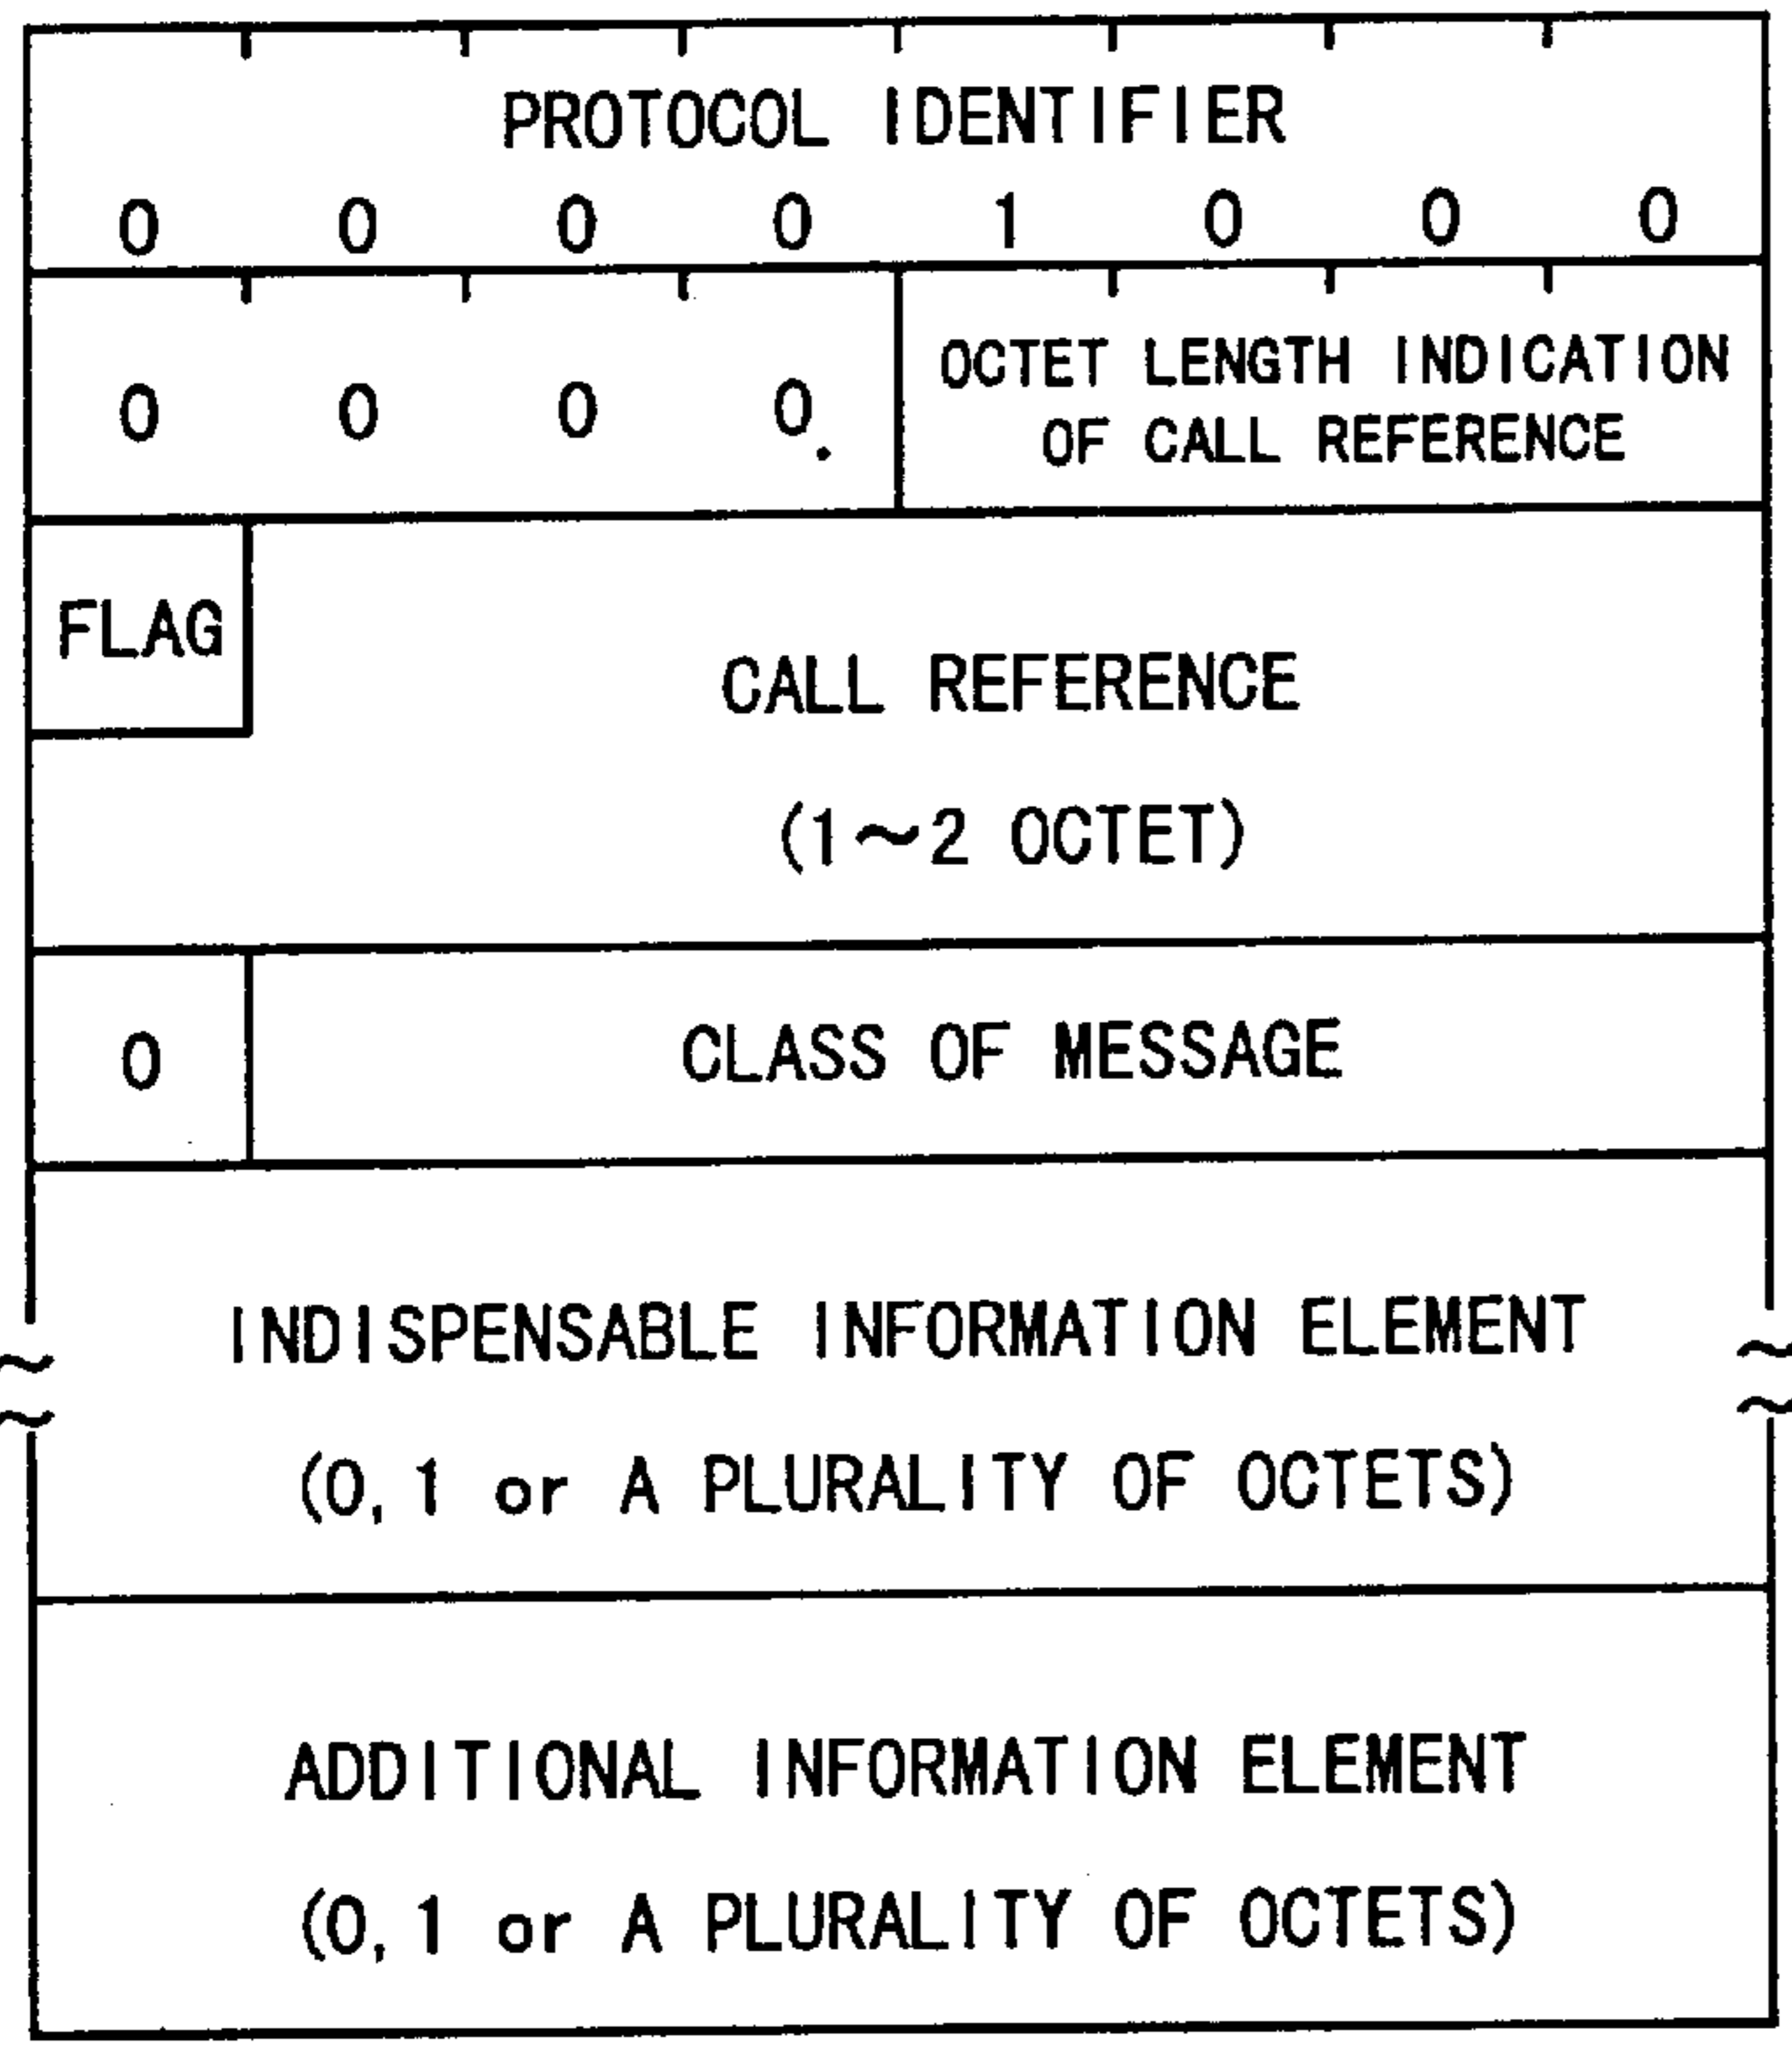 PROTOCOL IDENTIFIER
0 0 0 0 1 0 0 0
0 0 0 0. OCTET LENGTH INDICATION
OF CALL REFERENCE
FLAG
CALL REFERENCE
(1~2 OCTET)
0 CLASS OF MESSAGE
INDISPENSABLE INFORMATION ELEMENT
(0,1 or A PLURALITY OF OCTETS)
ADDITIONAL INFORMATION ELEMENT
(0,1 or A PLURALITY OF OCTETS)